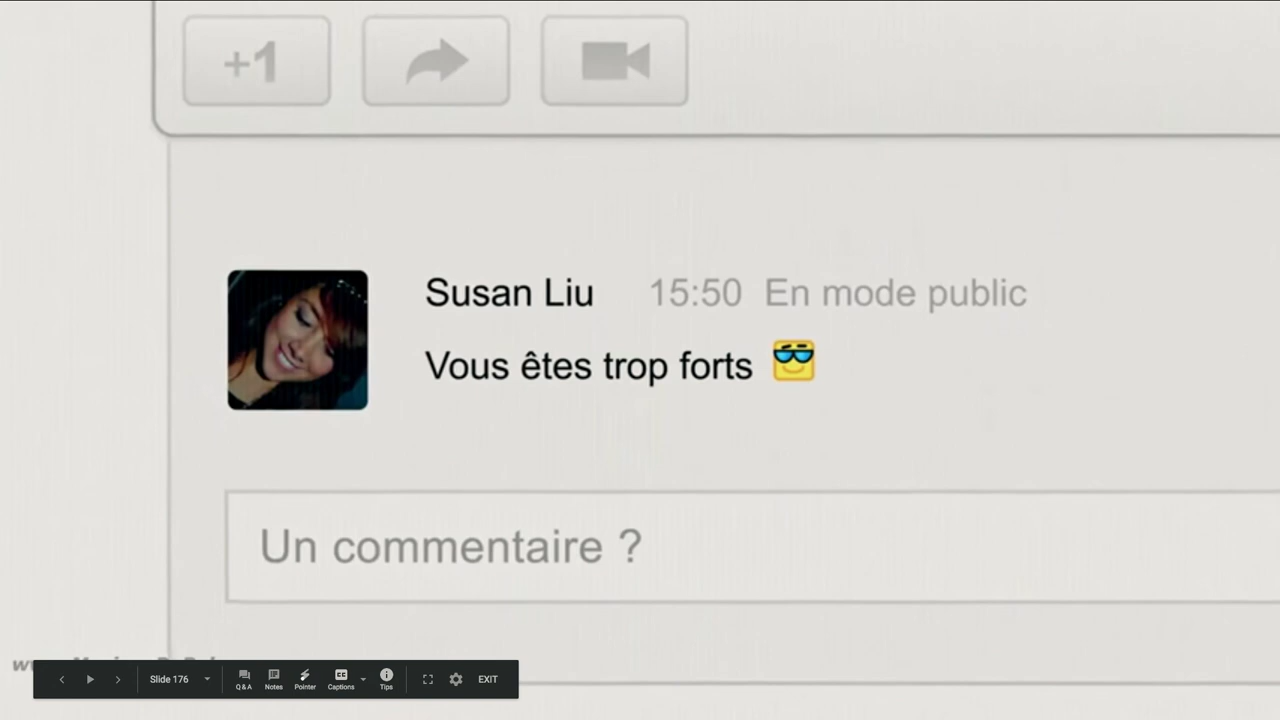 +1
Susan Liu 15:50 En mode public
Vous êtes trop forts
Un commentaire ?
Slide 176
Q&A Notes Pointer Captions Tips
CC
EXIT